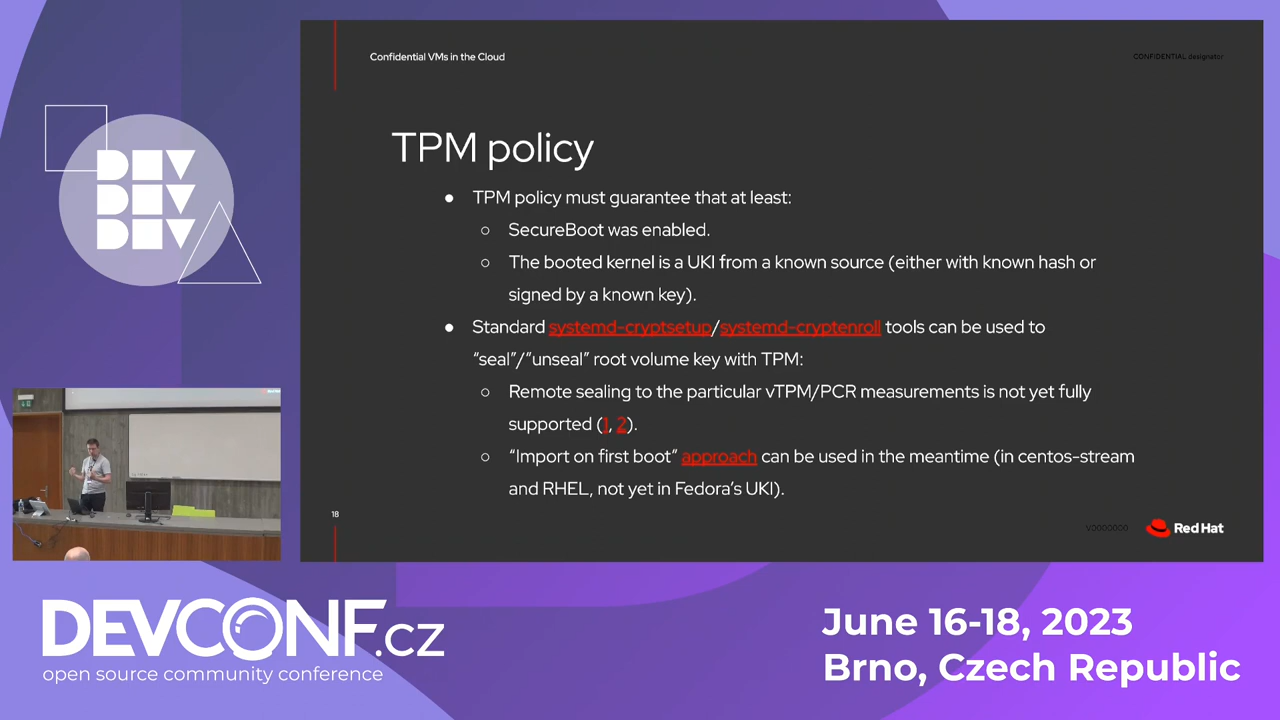 Confidential VMs in the Cloud
CONFIDENTIAL designator
TPM policy
● TPM policy must guarantee that at least:
○ SecureBoot was enabled.
○ The booted kernel is a UKI from a known source (either with known hash or
signed by a known key).
● Standard systemd-cryptsetup/systemd-cryptenroll tools can be used to
“seal”/“unseal” root volume key with TPM:
○ Remote sealing to the particular vTPM/PCR measurements is not yet fully
supported (1, 2).
○ “Import on first boot” approach can be used in the meantime (in centos-stream
and RHEL, not yet in Fedora’s UKI).
18
V0000000
Red Hat
DEV
DEV
DEV
DEVCONF.cz
open source community conference
June 16-18, 2023
Brno, Czech Republic